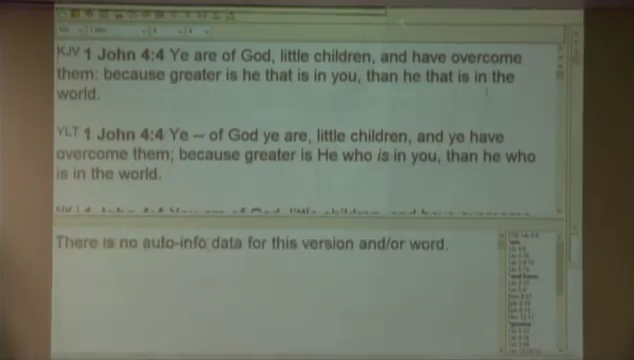 KJV 1 John 4:4 Ye are of God, little children, and have overcome
them: because greater is he that is in you, than he that is in the
world.
YLT 1 John 4:4 Ye -- of God ye are, little children, and ye have
overcome them; because greater is He who is in you, than he who
is in the world.
There is no auto-info data for this version and/or word.